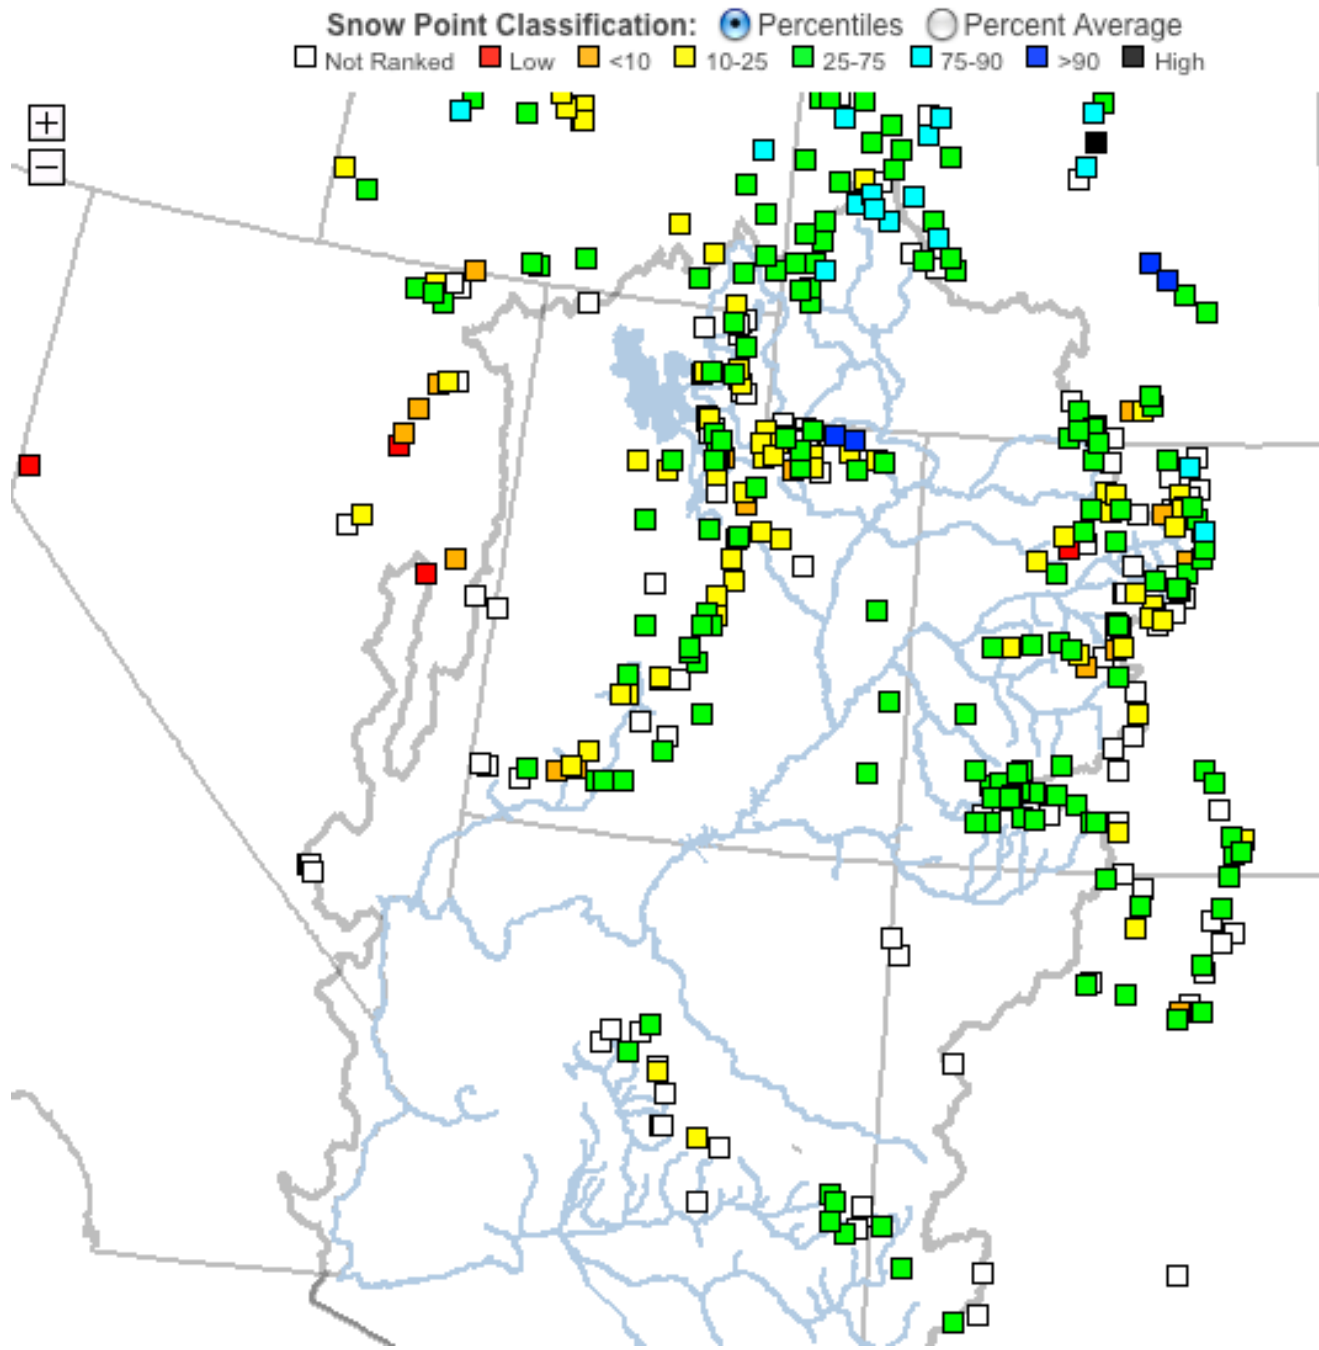 Snow Point Classification: Percentiles Percent Average
Not Ranked Low <10 10-25 25-75 75-90 >90 High
+
−